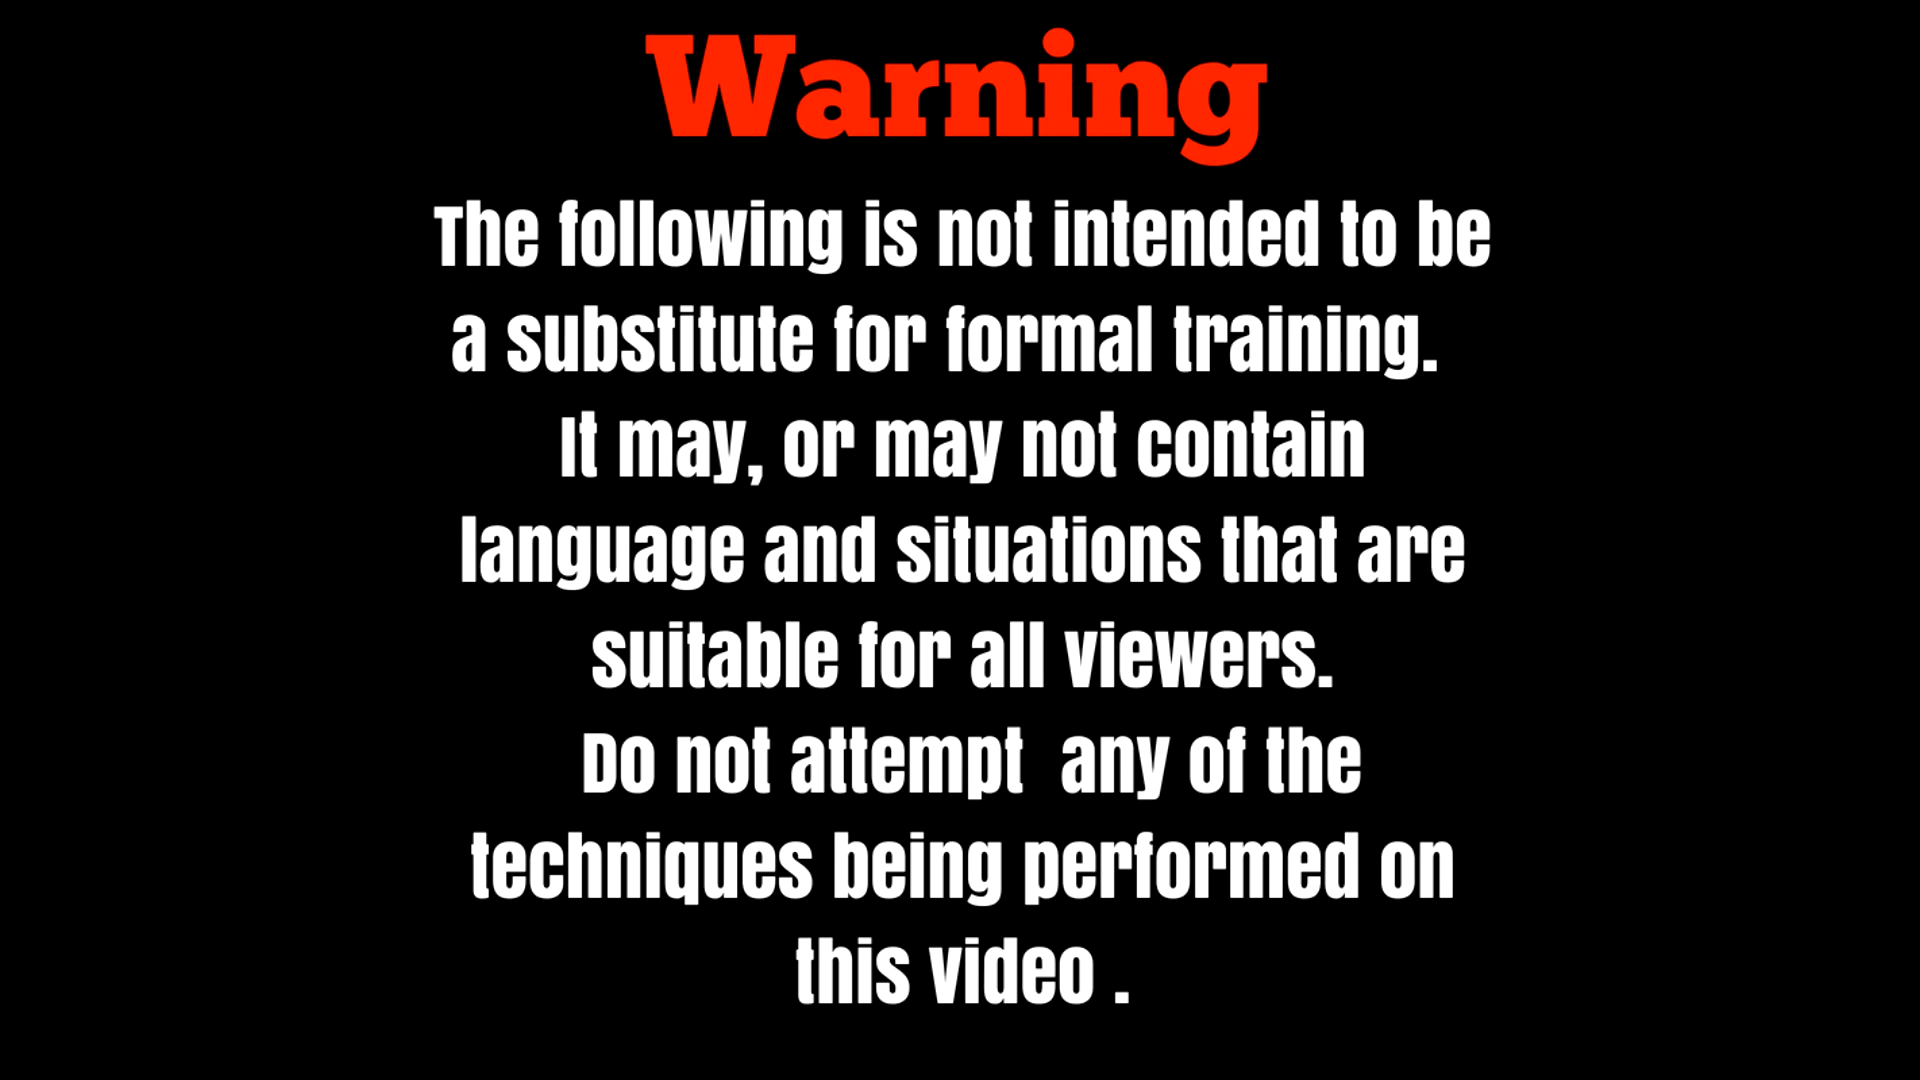 Warning
The following is not intended to be
a substitute for formal training.
It may, or may not contain
language and situations that are
suitable for all viewers.
Do not attempt  any of the
techniques being performed on
this video .